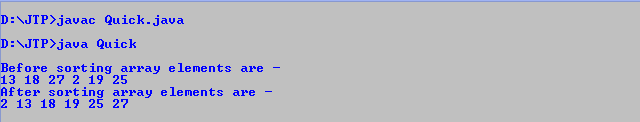 D:\JTP>javac Quick.java
D:\JTP>java Quick
Before sorting array elements are -
13 18 27 2 19 25
After sorting array elements are -
2 13 18 19 25 27